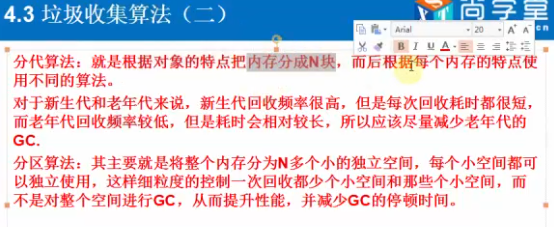 4.3 垃圾收集算法（二）
尚学堂
Arial
20
B I U
分代算法：就是根据对象的特点把内存分成N块，而后根据每个内存的特点使
用不同的算法。
对于新生代和老年代来说，新生代回收频率很高，但是每次回收耗时都很短，
而老年代回收频率较低，但是耗时会相对较长，所以应该尽量减少老年代的
GC.
分区算法：其主要就是将整个内存分为N多个小的独立空间，每个小空间都可
以独立使用，这样细粒度的控制一次回收都少个小空间和那些个小空间，而
不是对整个空间进行GC，从而提升性能，并减少GC的停顿时间。